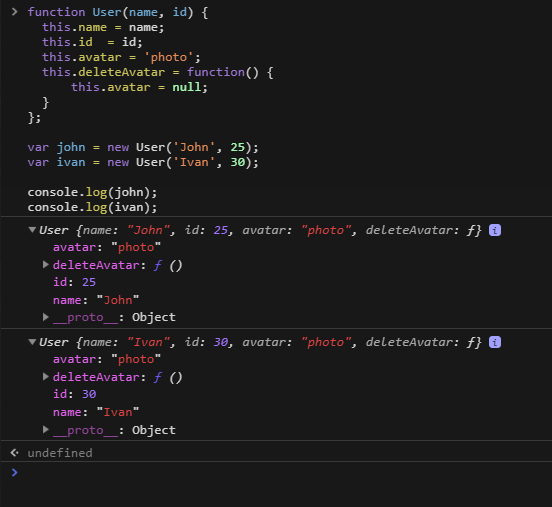 function User(name, id) {
  this.name = name;
  this.id  = id;
  this.avatar = 'photo';
  this.deleteAvatar = function() {
      this.avatar = null;
  }
};

var john = new User('John', 25);
var ivan = new User('Ivan', 30);

console.log(john);
console.log(ivan);
User {name: "John", id: 25, avatar: "photo", deleteAvatar: ƒ} i
avatar: "photo"
deleteAvatar: ƒ ()
id: 25
name: "John"
__proto__: Object
User {name: "Ivan", id: 30, avatar: "photo", deleteAvatar: ƒ} i
avatar: "photo"
deleteAvatar: ƒ ()
id: 30
name: "Ivan"
__proto__: Object
undefined